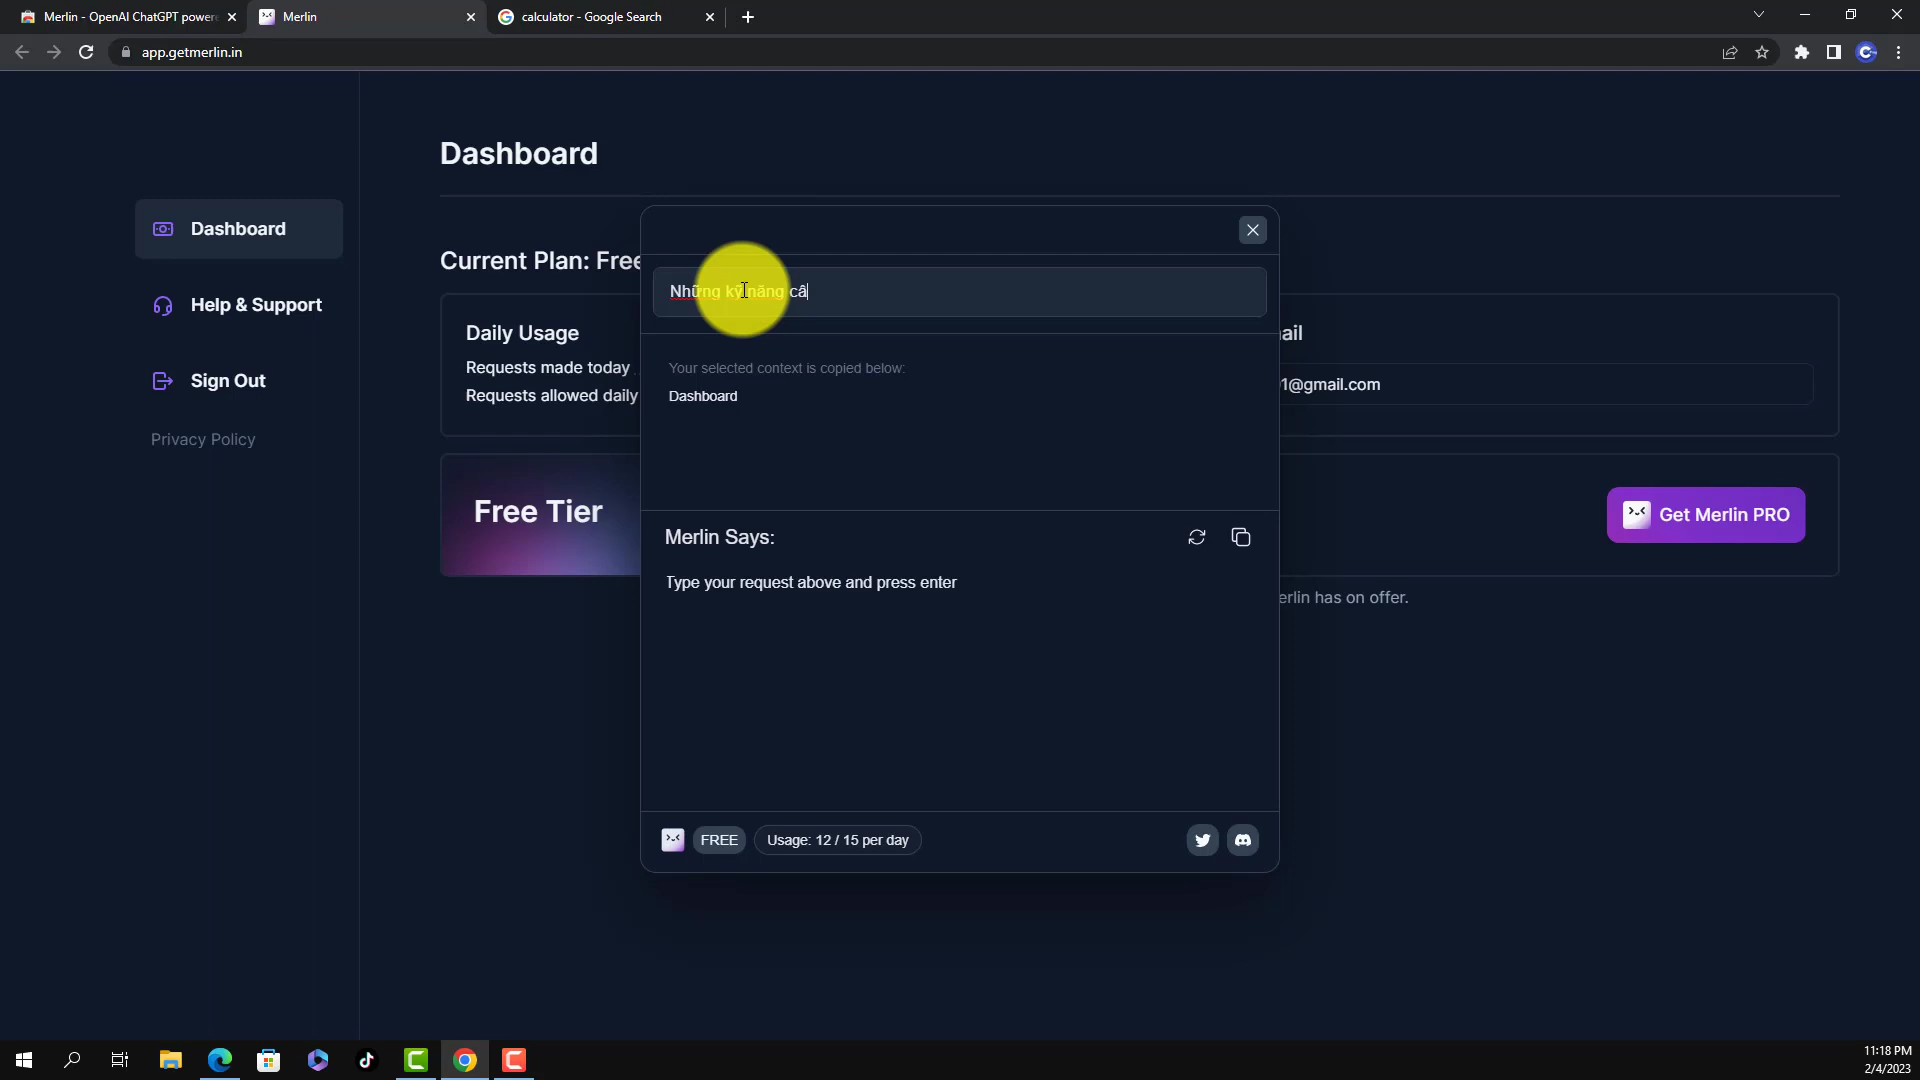 Merlin - OpenAI ChatGPT power
Merlin
calculator - Google Search
app.getmerlin.in
Dashboard
Dashboard
Help & Support
Sign Out
Privacy Policy
Current Plan: Free
Daily Usage
Requests made today
Requests allowed daily
Free Tier
Những kỹ năng câ
Your selected context is copied below:
Dashboard
Merlin Says:
Type your request above and press enter
FREE
Usage: 12 / 15 per day
ail
1@gmail.com
Get Merlin PRO
erlin has on offer.
11:18 PM
2/4/2023